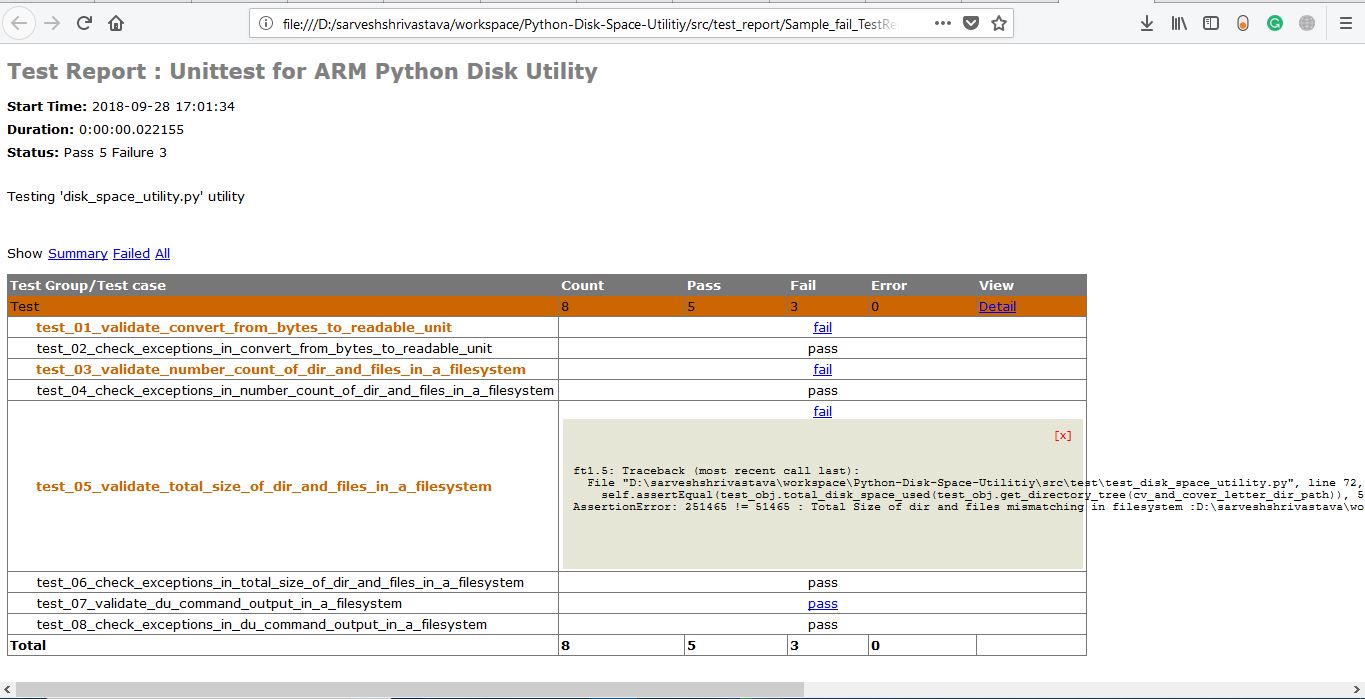 file:///D:/sarveshshrivastava/workspace/Python-Disk-Space-Utilitiy/src/test_report/Sample_fail_TestRe
Test Report : Unittest for ARM Python Disk Utility
Start Time: 2018-09-28 17:01:34
Duration: 0:00:00.022155
Status: Pass 5 Failure 3
Testing 'disk_space_utility.py' utility
Show Summary Failed All
Test Group/Test case Count Pass Fail Error View
Test 8 5 3 0 Detail
test_01_validate_convert_from_bytes_to_readable_unit fail
test_02_check_exceptions_in_convert_from_bytes_to_readable_unit pass
test_03_validate_number_count_of_dir_and_files_in_a_filesystem fail
test_04_check_exceptions_in_number_count_of_dir_and_files_in_a_filesystem pass
test_05_validate_total_size_of_dir_and_files_in_a_filesystem fail
[x]
ft1.5: Traceback (most recent call last):
File "D:\sarveshshrivastava\workspace\Python-Disk-Space-Utilitiy\src\test\test_disk_space_utility.py", line 72,
self.assertEqual(test_obj.total_disk_space_used(test_obj.get_directory_tree(cv_and_cover_letter_dir_path)), 5
AssertionError: 251465 != 51465 : Total Size of dir and files mismatching in filesystem :D:\sarveshshrivastava\wo
test_06_check_exceptions_in_total_size_of_dir_and_files_in_a_filesystem pass
test_07_validate_du_command_output_in_a_filesystem pass
test_08_check_exceptions_in_du_command_output_in_a_filesystem pass
Total 8 5 3 0